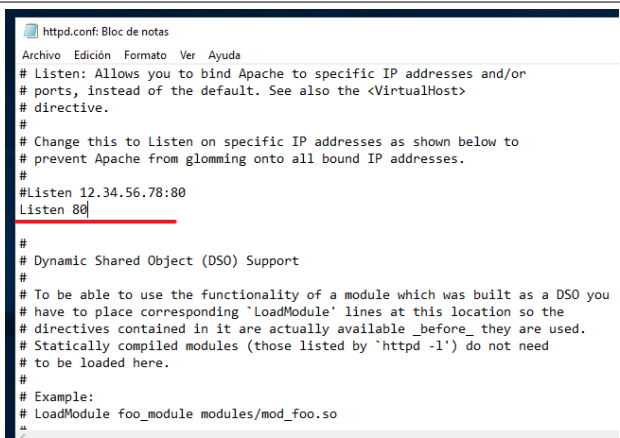 httpd.conf: Bloc de notas
Archivo Edición Formato Ver Ayuda
# Listen: Allows you to bind Apache to specific IP addresses and/or
# ports, instead of the default. See also the <VirtualHost>
# directive.
#
# Change this to Listen on specific IP addresses as shown below to
# prevent Apache from glomming onto all bound IP addresses.
#
#Listen 12.34.56.78:80
Listen 80
#
# Dynamic Shared Object (DSO) Support
#
# To be able to use the functionality of a module which was built as a DSO you
# have to place corresponding `LoadModule' lines at this location so the
# directives contained in it are actually available _before_ they are used.
# Statically compiled modules (those listed by `httpd -l') do not need
# to be loaded here.
#
# Example:
# LoadModule foo_module modules/mod_foo.so
#